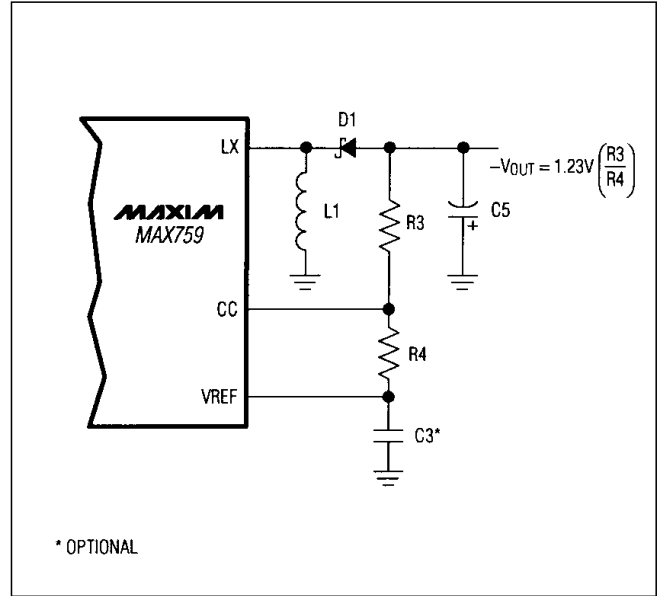 D1
LX
–VOUT = 1.23V (R3/R4)
L1
R3
C5
+
MAXIM
MAX759
CC
R4
VREF
C3*
* OPTIONAL